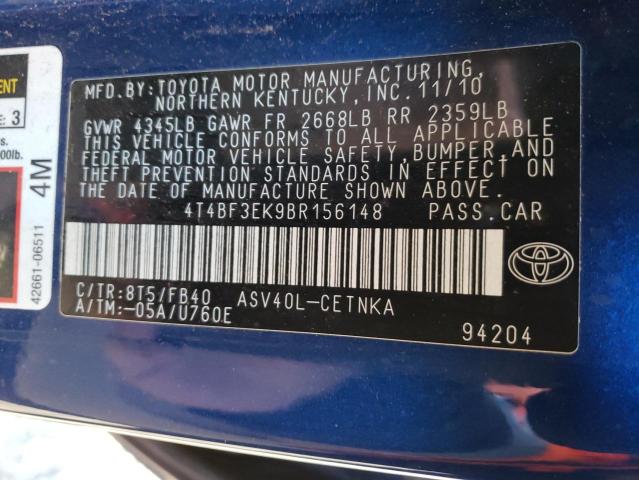 MFD.BY:TOYOTA MOTOR MANUFACTURING,
NORTHERN KENTUCKY, INC. 11/10
GVWR 4345LB GAWR FR 2668LB RR 2359LB
THIS VEHICLE CONFORMS TO ALL APPLICABLE
FEDERAL MOTOR VEHICLE SAFETY, BUMPER, AND
THEFT PREVENTION STANDARDS IN EFFECT ON
THE DATE OF MANUFACTURE SHOWN ABOVE.
4T4BF3EK9BR156148 PASS.CAR
C/TR:8T5/FB40 ASV40L-CETNKA
A/TM:-05A/U760E
94204
E: 3
4M
42661-06511